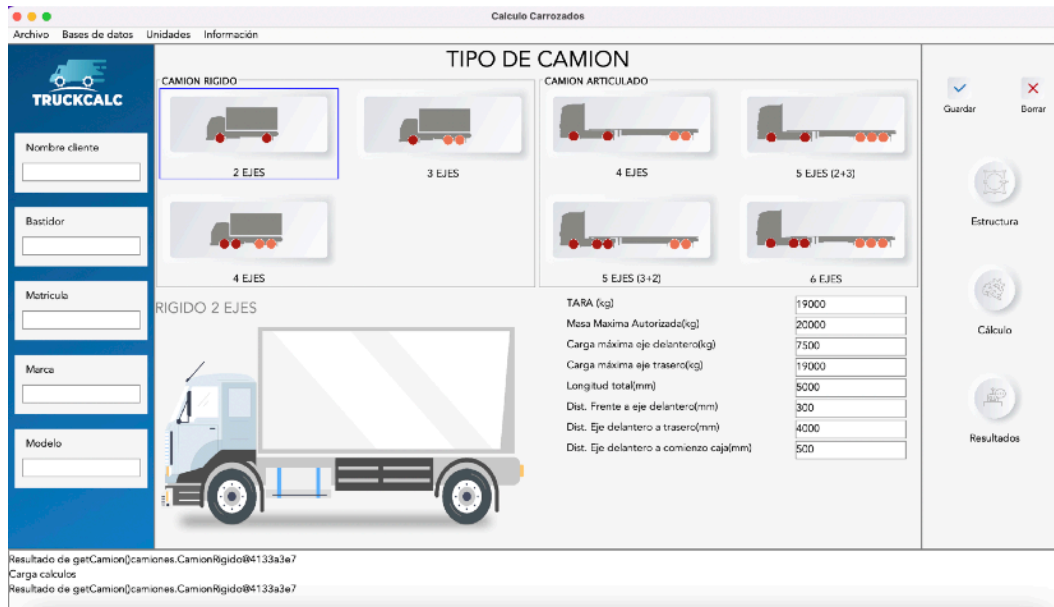 Calculo Carrozados
Archivo Bases de datos Unidades Información
TRUCKCALC
Nombre cliente
Bastidor
Matricula
Marca
Modelo
TIPO DE CAMION
CAMION RIGIDO
2 EJES
3 EJES
4 EJES
CAMION ARTICULADO
4 EJES
5 EJES (2+3)
5 EJES (3+2)
6 EJES
RIGIDO 2 EJES
TARA (kg) 19000
Masa Maxima Autorizada(kg) 20000
Carga máxima eje delantero(kg) 7500
Carga máxima eje trasero(kg) 19000
Longitud total(mm) 5000
Dist. Frente a eje delantero(mm) 300
Dist. Eje delantero a trasero(mm) 4000
Dist. Eje delantero a comienzo caja(mm) 500
Guardar Borrar
Estructura
Cálculo
Resultados
Resultado de getCamion()camiones.CamionRigido@4133a3e7
Carga calculos
Resultado de getCamion()camiones.CamionRigido@4133a3e7